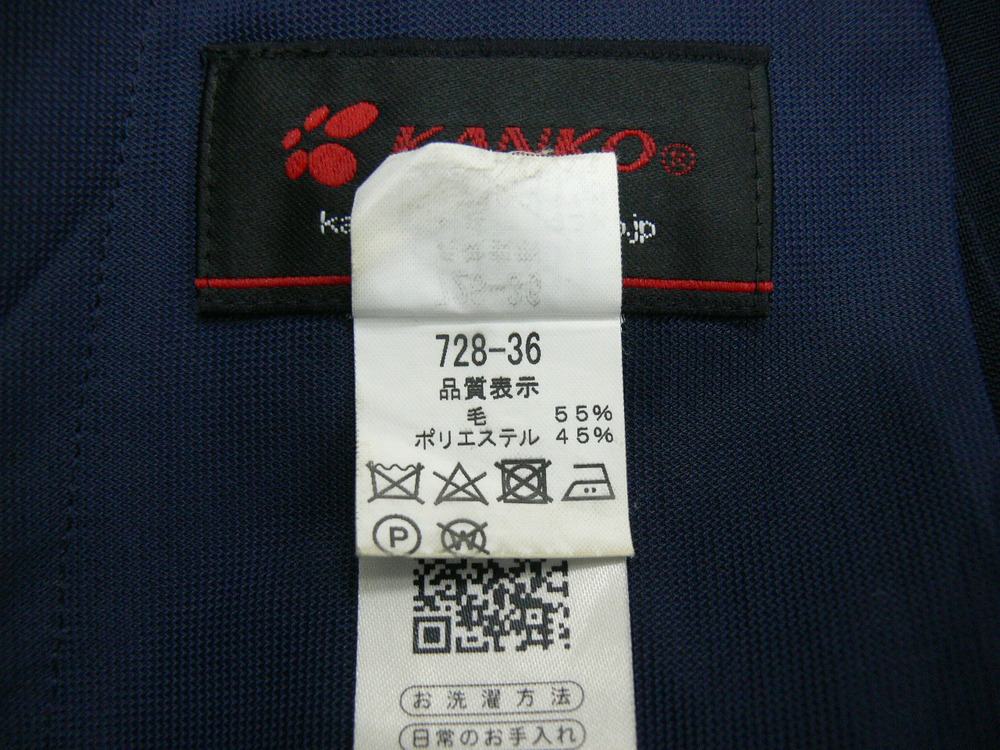 KANKO®
728-36
品質表示
毛 55%
ポリエステル 45%
P
W
お洗濯方法
日常のお手入れ